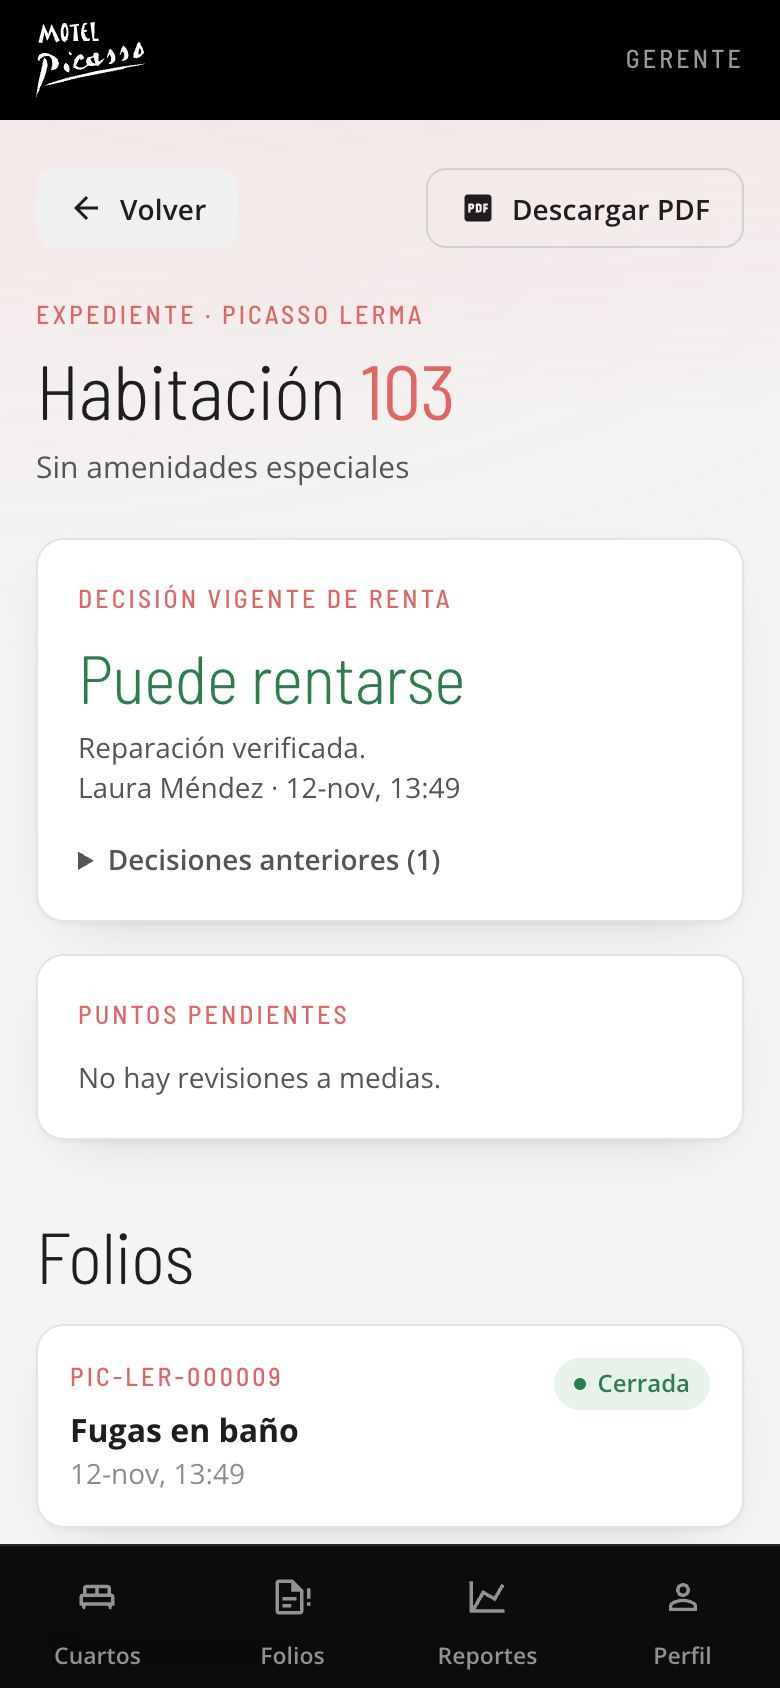 MOTEL
Picasso
GERENTE
Volver
PDF
Descargar PDF
EXPEDIENTE · PICASSO LERMA
Habitación 103
Sin amenidades especiales
DECISIÓN VIGENTE DE RENTA
Puede rentarse
Reparación verificada.
Laura Méndez · 12-nov, 13:49
Decisiones anteriores (1)
PUNTOS PENDIENTES
No hay revisiones a medias.
Folios
PIC-LER-000009
Cerrada
Fugas en baño
12-nov, 13:49
Cuartos
Folios
Reportes
Perfil